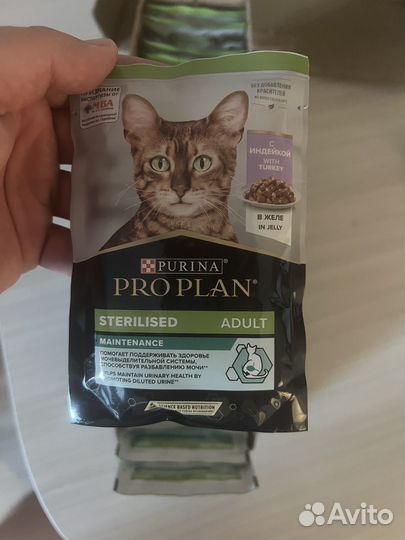 МВА
БЕЗ ДОБАВЛЕНИЯ
КРАСИТЕЛЕЙ
С
ИНДЕЙКОЙ
WITH
TURKEY
В ЖЕЛЕ
IN JELLY
PURINA
PRO PLAN®
STERILISED ADULT
MAINTENANCE
ПОМОГАЕТ ПОДДЕРЖИВАТЬ ЗДОРОВЬЕ
МОЧЕВЫДЕЛИТЕЛЬНОЙ СИСТЕМЫ,
СПОСОБСТВУЯ РАЗБАВЛЕНИЮ МОЧИ**
HELPS MAINTAIN URINARY HEALTH BY
PROMOTING DILUTED URINE**
SCIENCE BASED NUTRITION
Avito